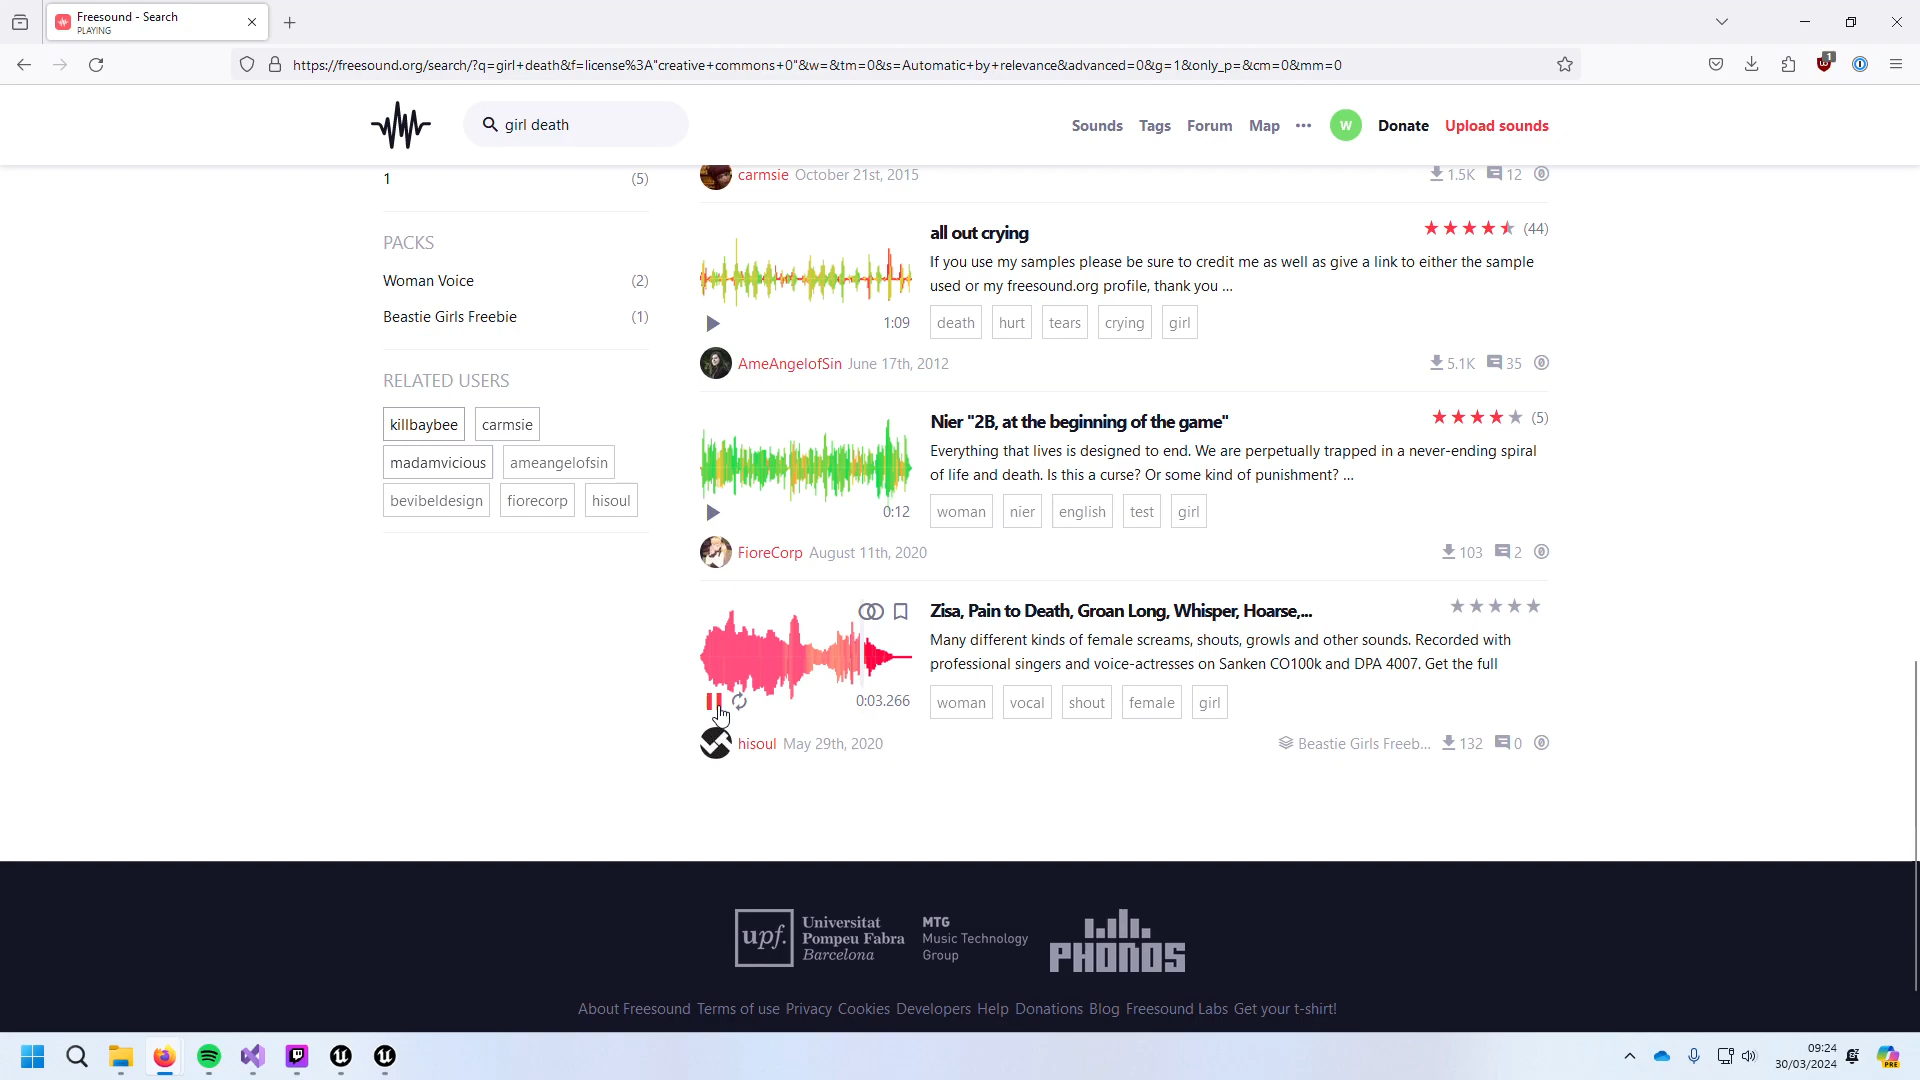 Freesound - Search
PLAYING
https://freesound.org/search/?q=girl+death&f=license%3A"creative+commons+0"&w=&tm=0&s=Automatic+by+relevance&advanced=0&g=1&only_p=&cm=0&mm=0
1
girl death
Sounds Tags Forum Map ••• W Donate Upload sounds
1 (5)
PACKS
Woman Voice (2)
Beastie Girls Freebie (1)
RELATED USERS
killbaybee carmsie
madamvicious ameangelofsin
bevibeldesign fiorecorp hisoul
carmsie October 21st, 2015 1.5K 12
all out crying (44)
If you use my samples please be sure to credit me as well as give a link to either the sample
used or my freesound.org profile, thank you ...
1:09 death hurt tears crying girl
AmeAngelofSin June 17th, 2012 5.1K 35
Nier "2B, at the beginning of the game" (5)
Everything that lives is designed to end. We are perpetually trapped in a never-ending spiral
of life and death. Is this a curse? Or some kind of punishment? ...
0:12 woman nier english test girl
FioreCorp August 11th, 2020 103 2
Zisa, Pain to Death, Groan Long, Whisper, Hoarse,...
Many different kinds of female screams, shouts, growls and other sounds. Recorded with
professional singers and voice-actresses on Sanken CO100k and DPA 4007. Get the full
0:03.266 woman vocal shout female girl
hisoul May 29th, 2020 Beastie Girls Freeb... 132 0
upf. Universitat
Pompeu Fabra
Barcelona
MTG
Music Technology
Group
PHONOS
About Freesound Terms of use Privacy Cookies Developers Help Donations Blog Freesound Labs Get your t-shirt!
09:24
30/03/2024
PRE